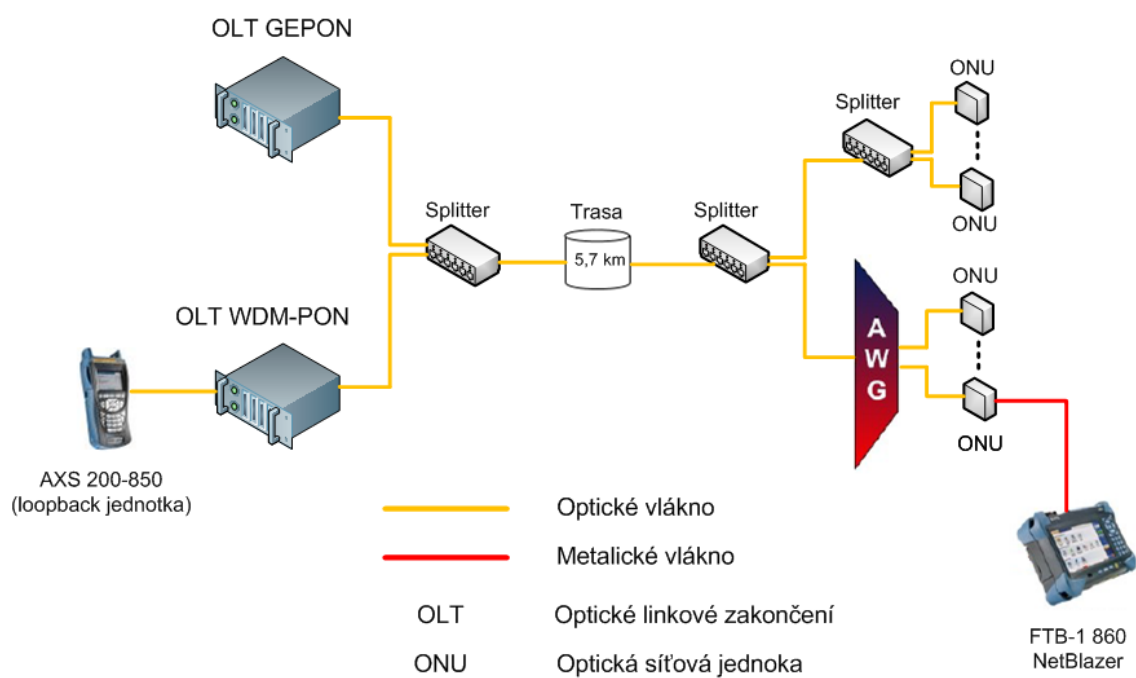 OLT GEPON
ONU
Splitter
ONU
Splitter
Trasa
5,7 km
Splitter
OLT WDM-PON
ONU
A
W
G
ONU
AXS 200-850
(loopback jednotka)
Optické vlákno
Metalické vlákno
OLT Optické linkové zakončení
ONU Optická síťová jednoka
FTB-1 860
NetBlazer